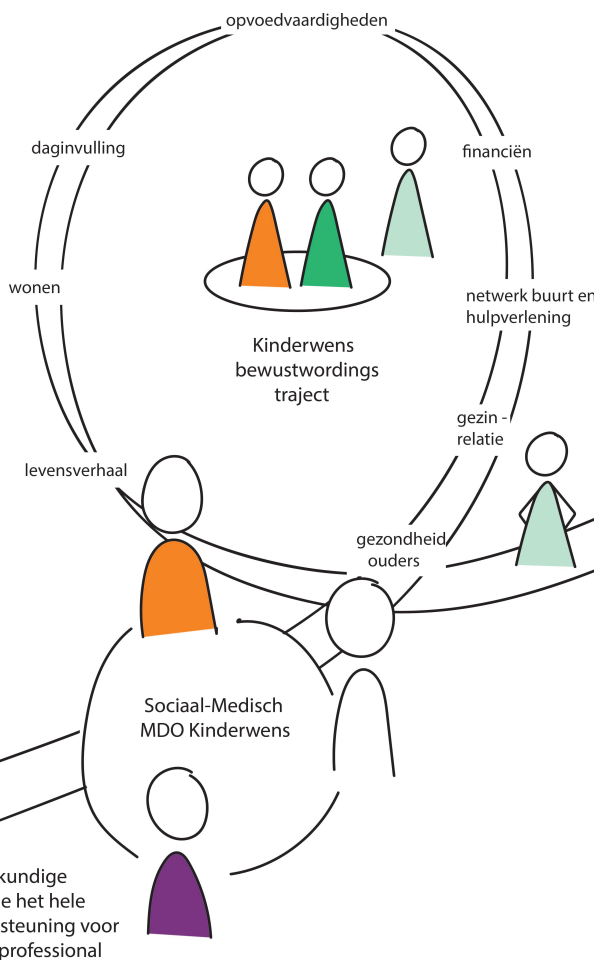 opvoedvaardigheden
daginvulling
financiën
wonen
netwerk buurt en
hulpverlening
Kinderwens
bewustwordings
traject
gezin -
relatie
levensverhaal
gezondheid
ouders
Sociaal-Medisch
MDO Kinderwens
kundige
e het hele
steuning voor
professional